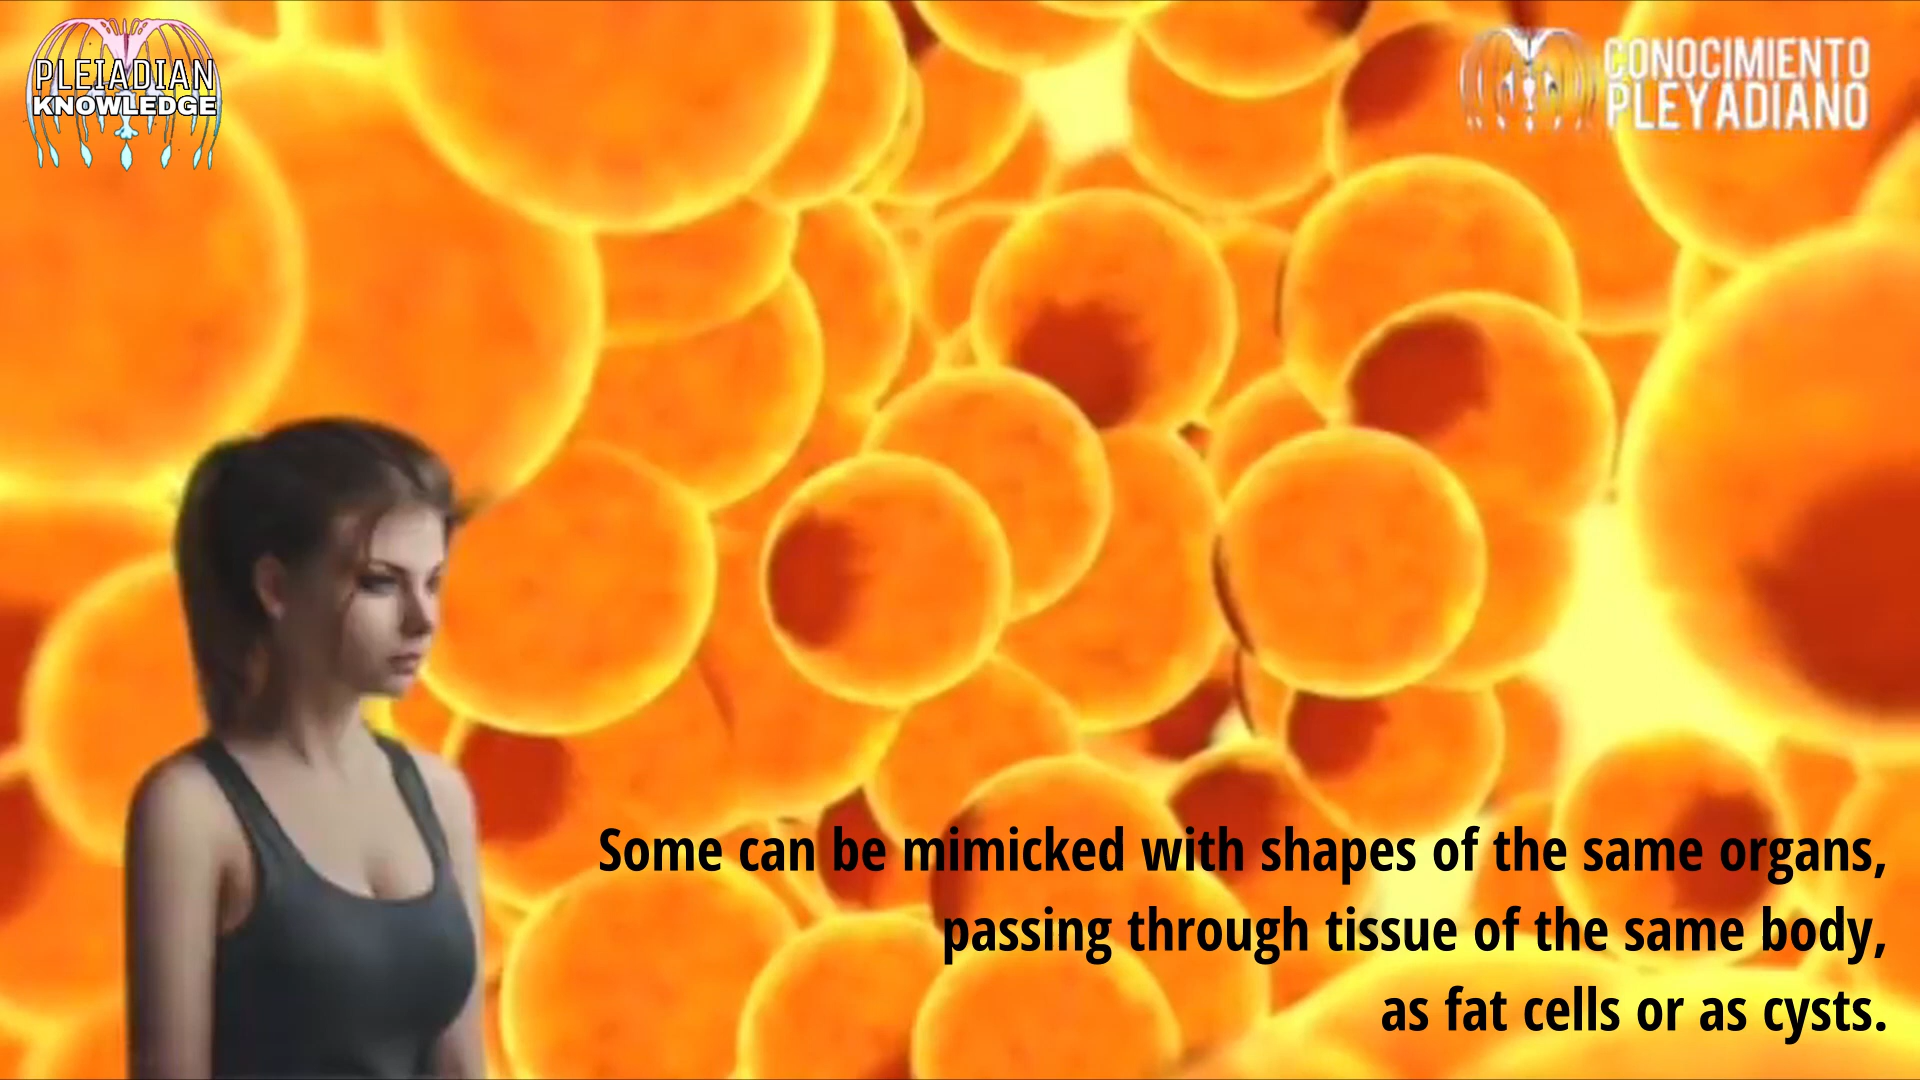 PLEIADIAN
KNOWLEDGE
CONOCIMIENTO
PLEYADIANO
Some can be mimicked with shapes of the same organs,
passing through tissue of the same body,
as fat cells or as cysts.